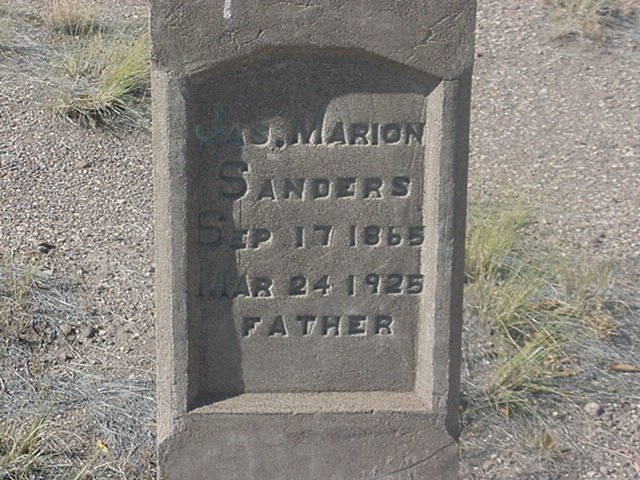 Jas. Marion
Sanders
Sep 17 1865
Mar 24 1925
Father